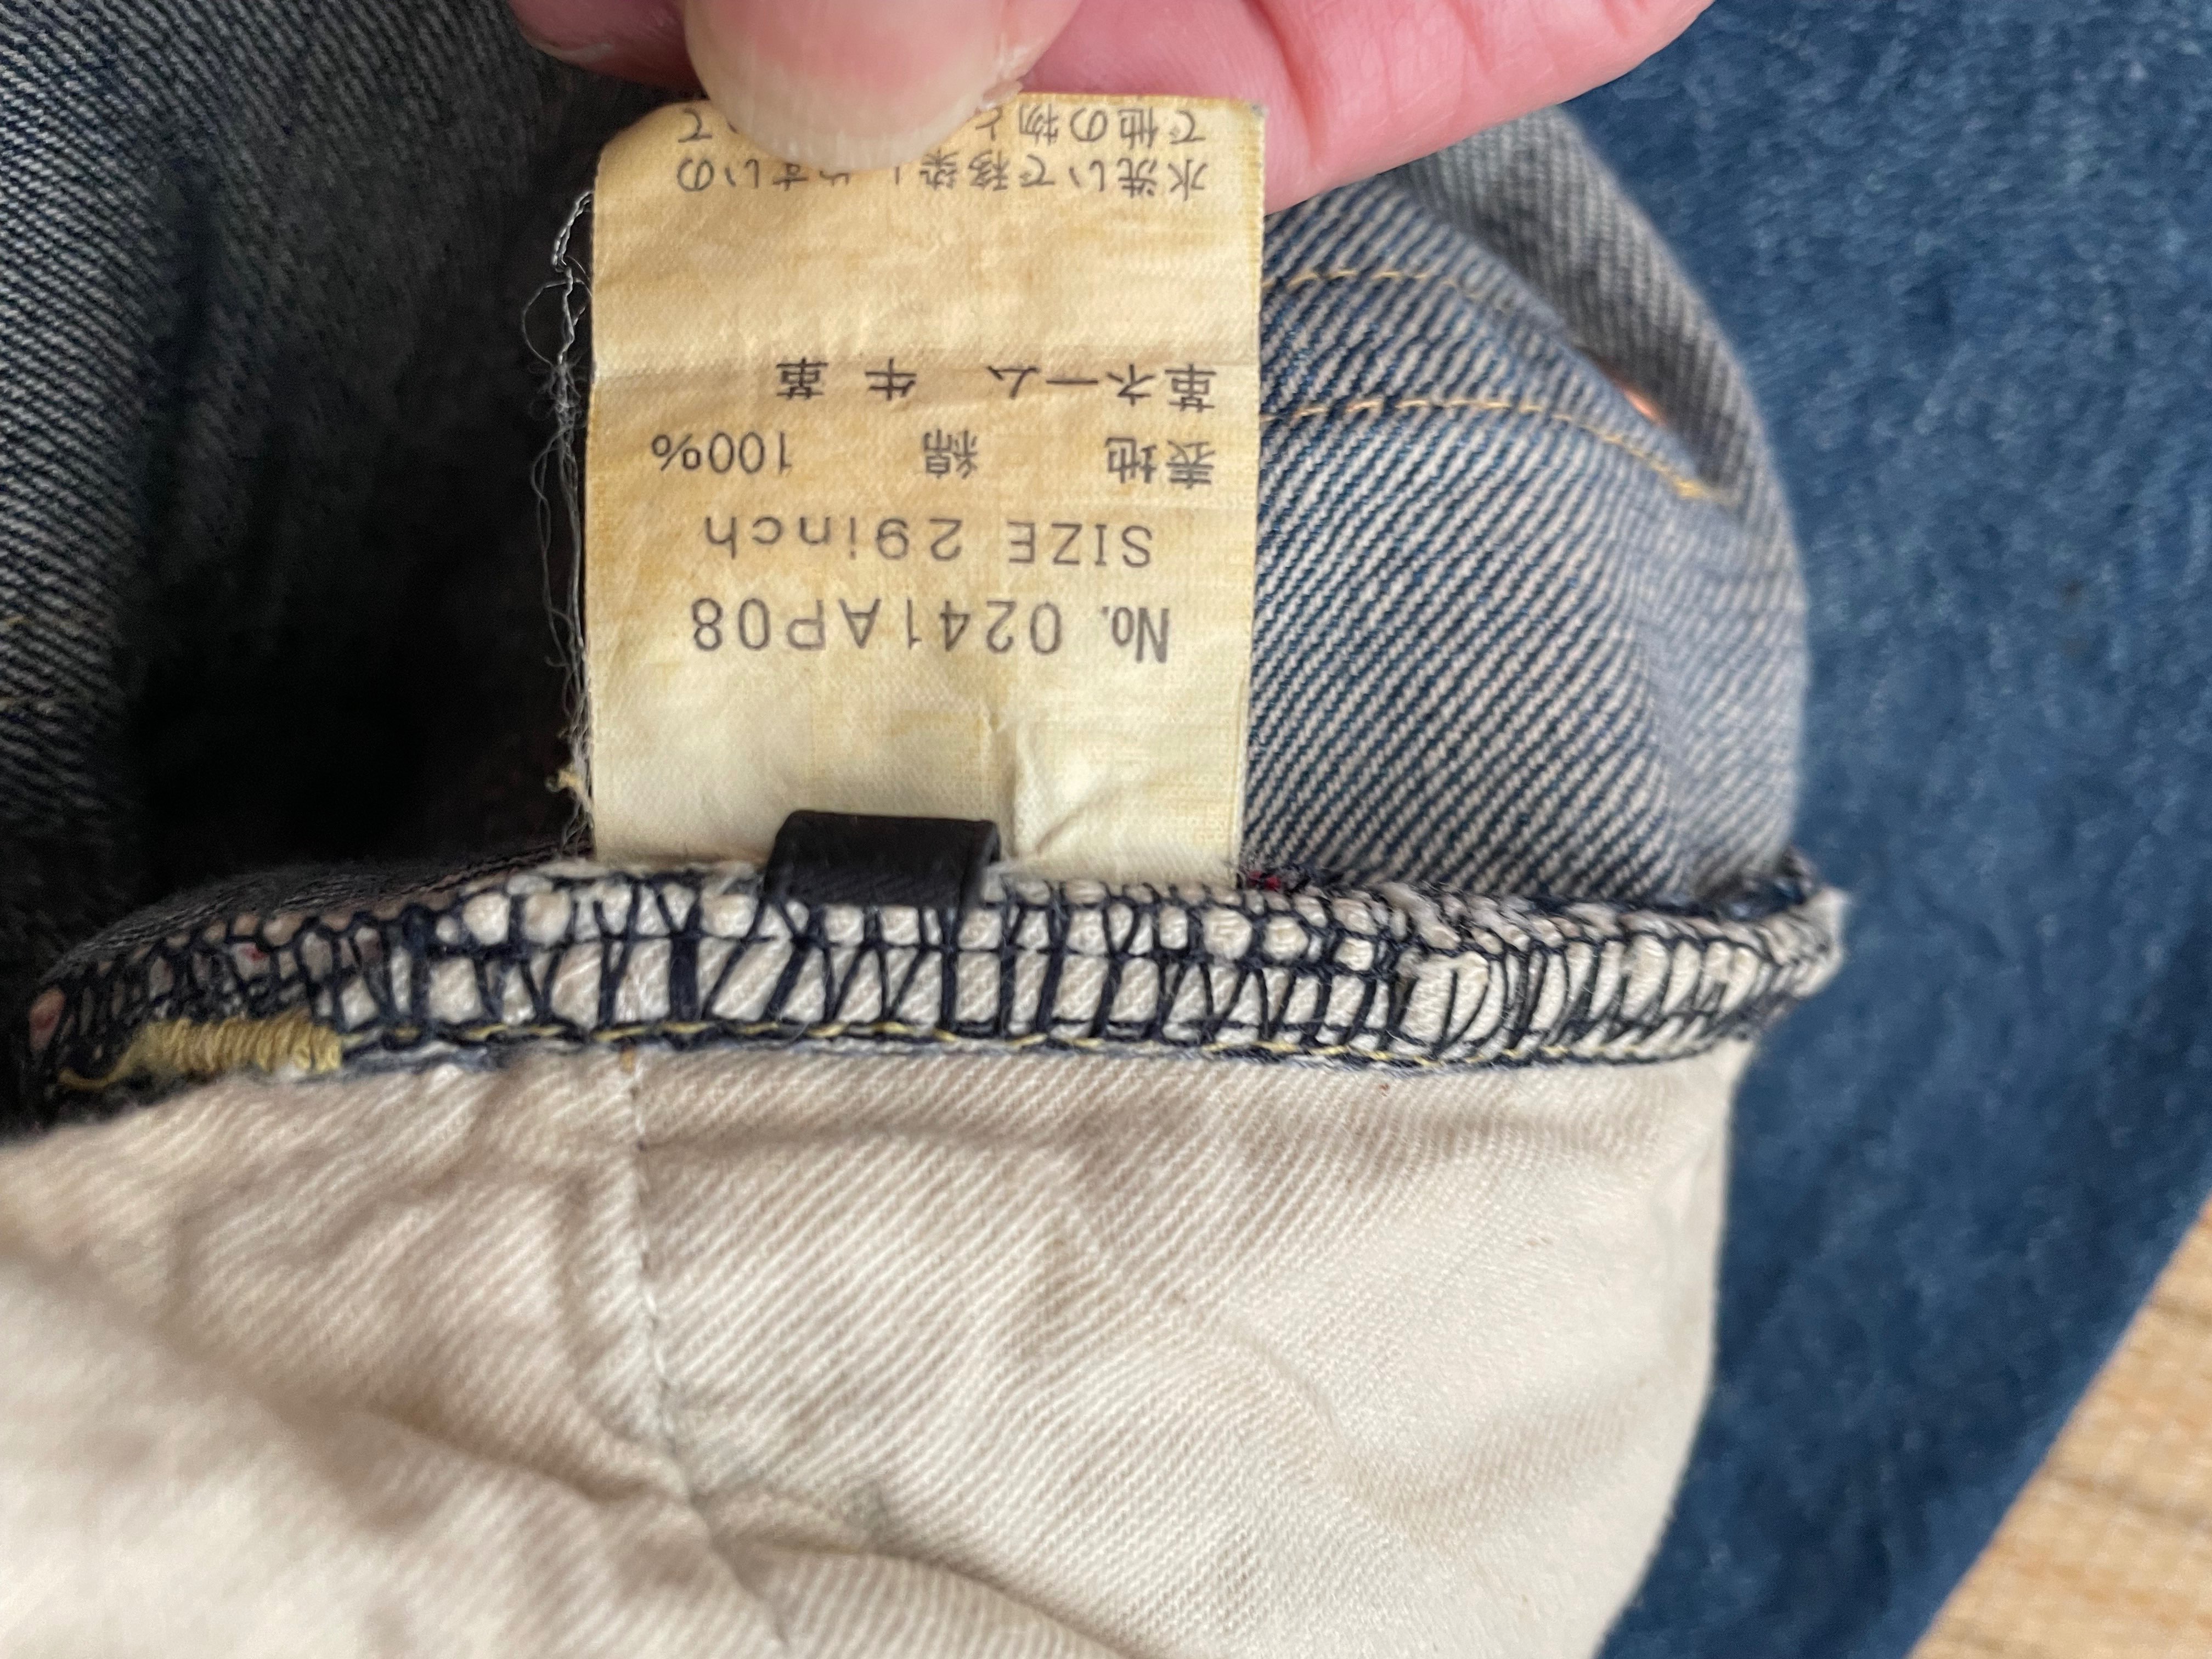 No. 0241AP08
SIZE 29inch
表地 綿 100%
革ネーム 牛 革
水洗いで移染しやすいの
で他の物と